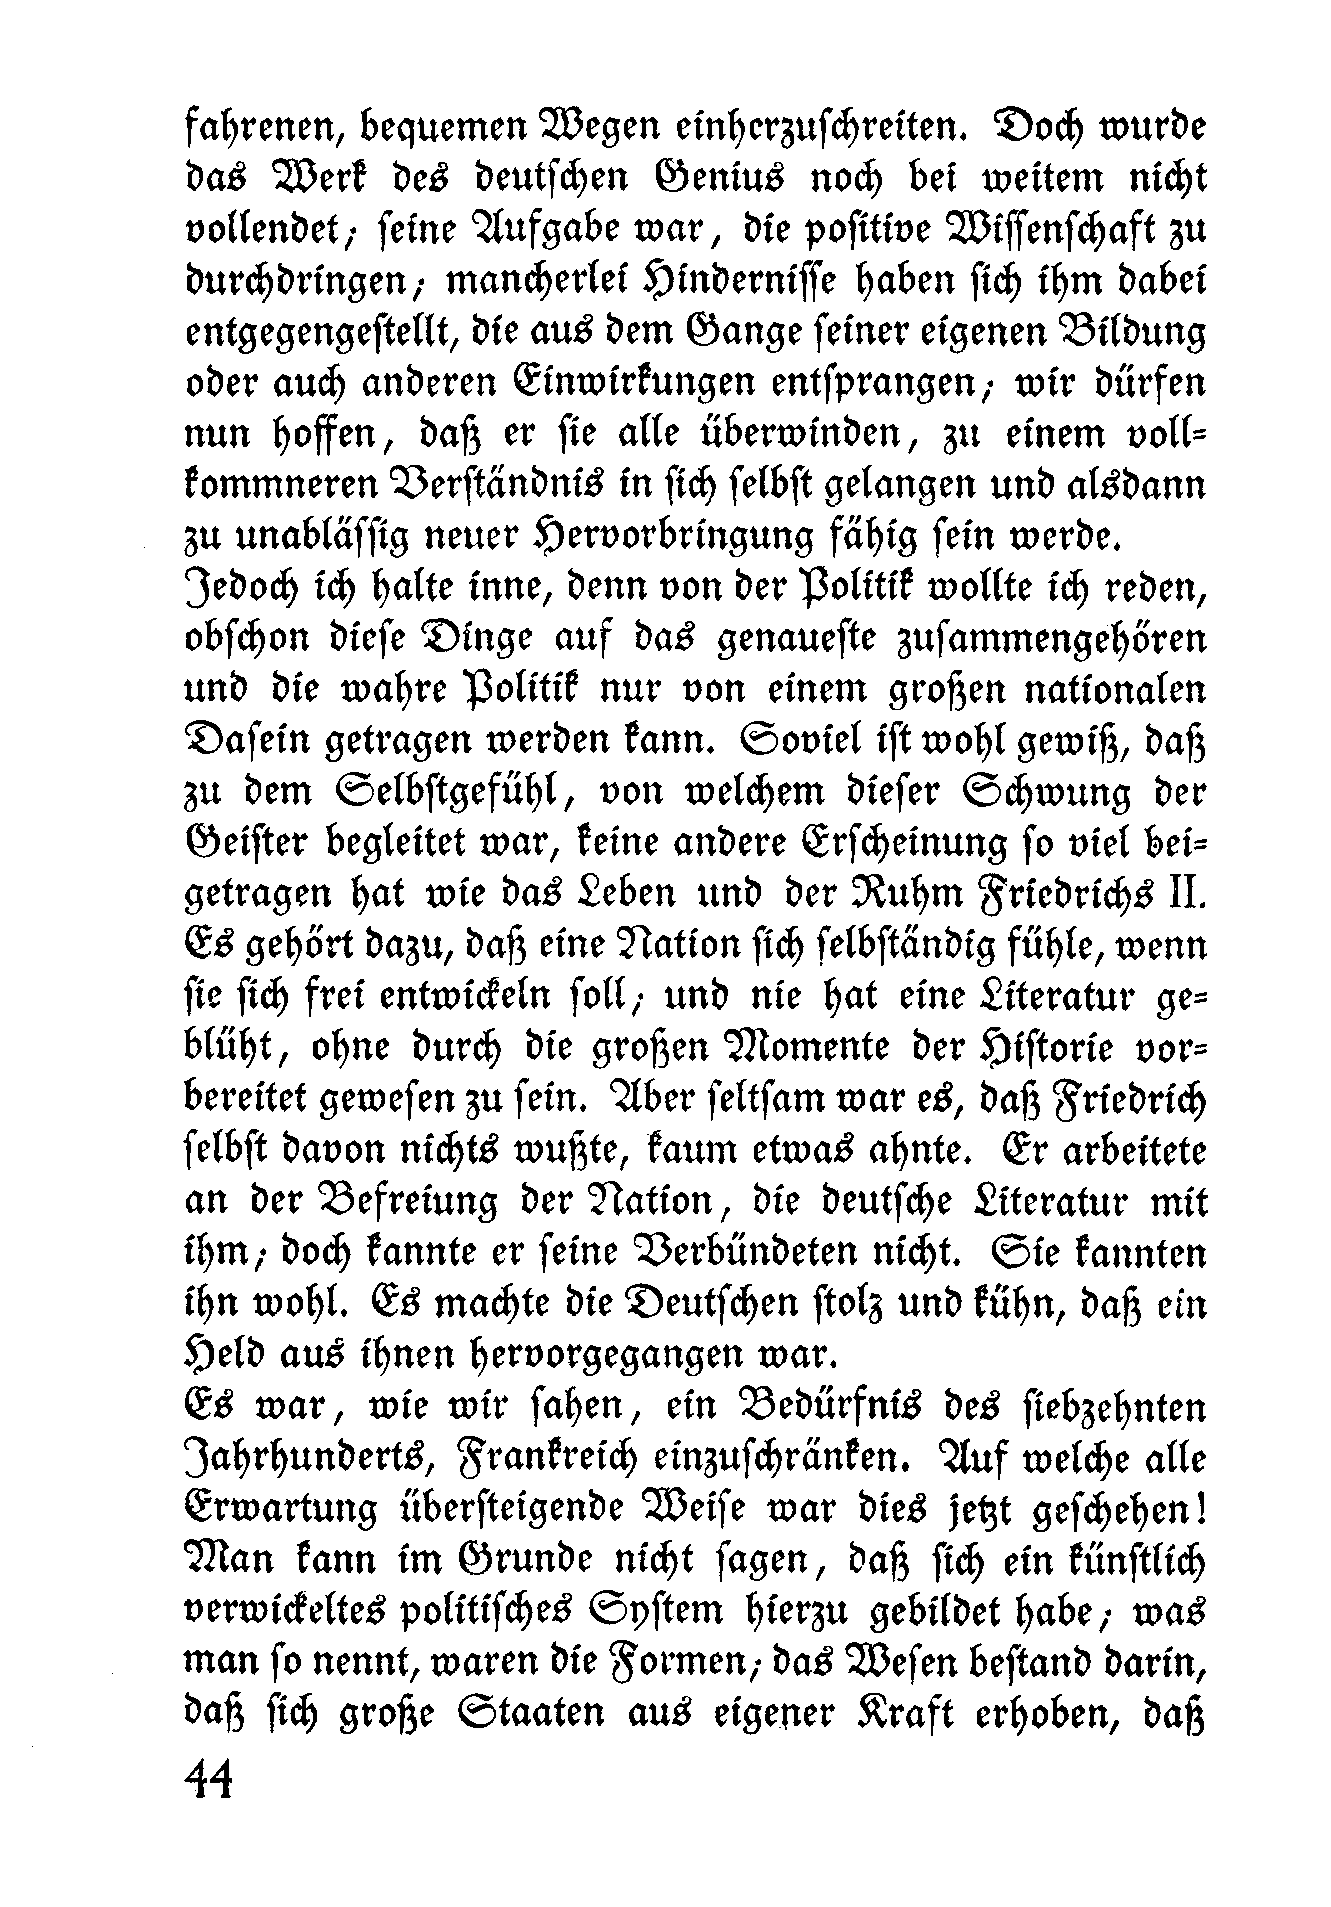 fahrenen, bequemen Wegen einherzuschreiten. Doch wurde
das Werk des deutschen Genius noch bei weitem nicht
vollendet; seine Aufgabe war, die positive Wissenschaft zu
durchdringen; mancherlei Hindernisse haben sich ihm dabei
entgegengestellt, die aus dem Gange seiner eigenen Bildung
oder auch anderen Einwirkungen entsprangen; wir dürfen
nun hoffen, daß er sie alle überwinden, zu einem voll-
kommneren Verständnis in sich selbst gelangen und alsdann
zu unablässig neuer Hervorbringung fähig sein werde.
Jedoch ich halte inne, denn von der Politik wollte ich reden,
obschon diese Dinge auf das genaueste zusammengehören
und die wahre Politik nur von einem großen nationalen
Dasein getragen werden kann. Soviel ist wohl gewiß, daß
zu dem Selbstgefühl, von welchem dieser Schwung der
Geister begleitet war, keine andere Erscheinung so viel bei-
getragen hat wie das Leben und der Ruhm Friedrichs II.
Es gehört dazu, daß eine Nation sich selbständig fühle, wenn
sie sich frei entwickeln soll; und nie hat eine Literatur ge-
blüht, ohne durch die großen Momente der Historie vor-
bereitet gewesen zu sein. Aber seltsam war es, daß Friedrich
selbst davon nichts wußte, kaum etwas ahnte. Er arbeitete
an der Befreiung der Nation, die deutsche Literatur mit
ihm; doch kannte er seine Verbündeten nicht. Sie kannten
ihn wohl. Es machte die Deutschen stolz und kühn, daß ein
Held aus ihnen hervorgegangen war.
Es war, wie wir sahen, ein Bedürfnis des siebzehnten
Jahrhunderts, Frankreich einzuschränken. Auf welche alle
Erwartung übersteigende Weise war dies jetzt geschehen!
Man kann im Grunde nicht sagen, daß sich ein künstlich
verwickeltes politisches System hierzu gebildet habe; was
man so nennt, waren die Formen; das Wesen bestand darin,
daß sich große Staaten aus eigener Kraft erhoben, daß
44